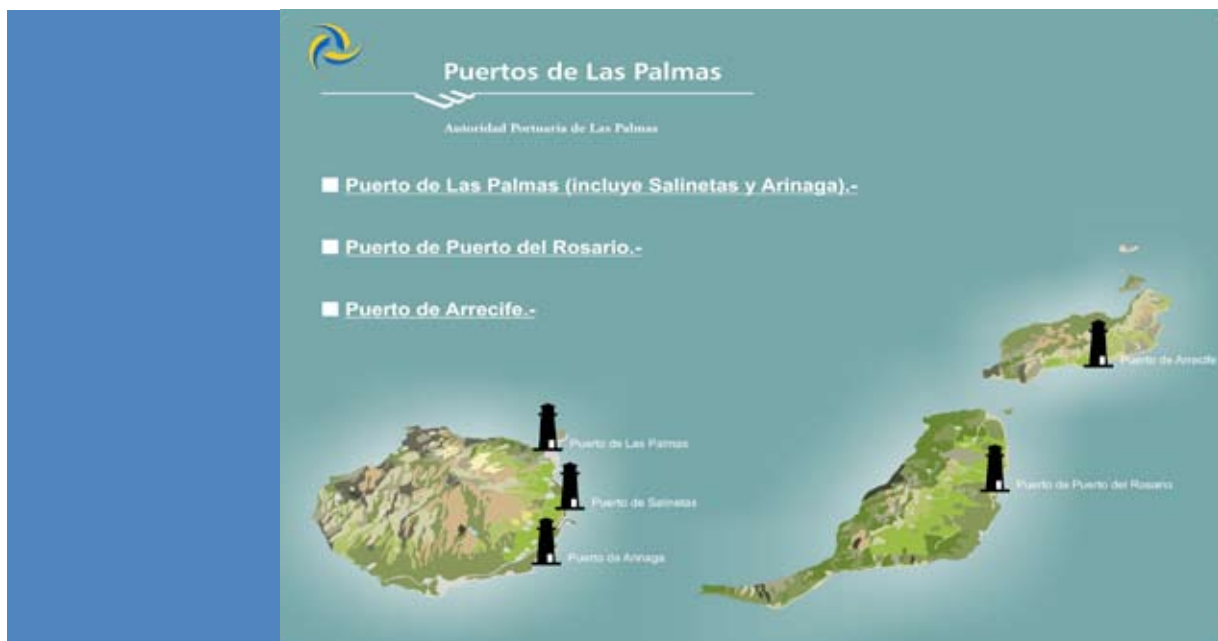 Puertos de Las Palmas
Autoridad Portuaria de Las Palmas
Puerto de Las Palmas (incluye Salinetas y Arinaga).-
Puerto de Puerto del Rosario.-
Puerto de Arrecife.-
Puerto de Arrecife
Puerto de Las Palmas
Puerto de Puerto del Rosario
Puerto de Salinetas
Puerto de Arinaga